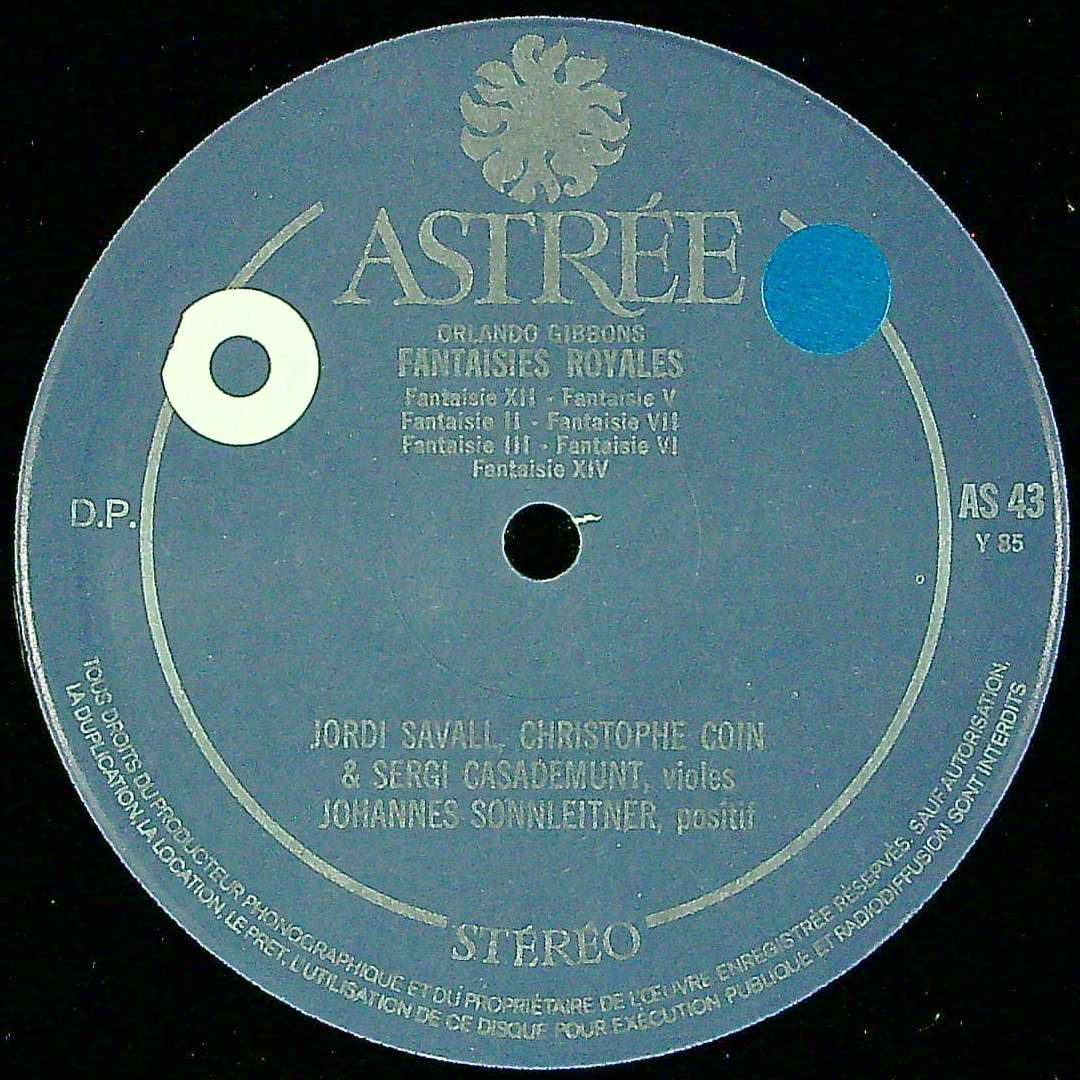 ASTRÉE
ORLANDO GIBBONS
FANTAISIES ROYALES
Fantaisie XII - Fantaisie V
Fantaisie II - Fantaisie VII
Fantaisie III - Fantaisie VI
Fantaisie XIV
D.P.
AS 43
Y 85
JORDI SAVALL, CHRISTOPHE COIN
& SERGI CASADEMUNT, violes
JOHANNES SONNLEITNER, positif
STÉRÉO
TOUS DROITS DU PRODUCTEUR PHONOGRAPHIQUE ET DU PROPRIÉTAIRE DE L'ŒUVRE ENREGISTRÉE RÉSERVÉS. SAUF AUTORISATION,
LA DUPLICATION, LA LOCATION, LE PRET, L'UTILISATION DE CE DISQUE POUR EXÉCUTION PUBLIQUE ET RADIODIFFUSION SONT INTERDITS